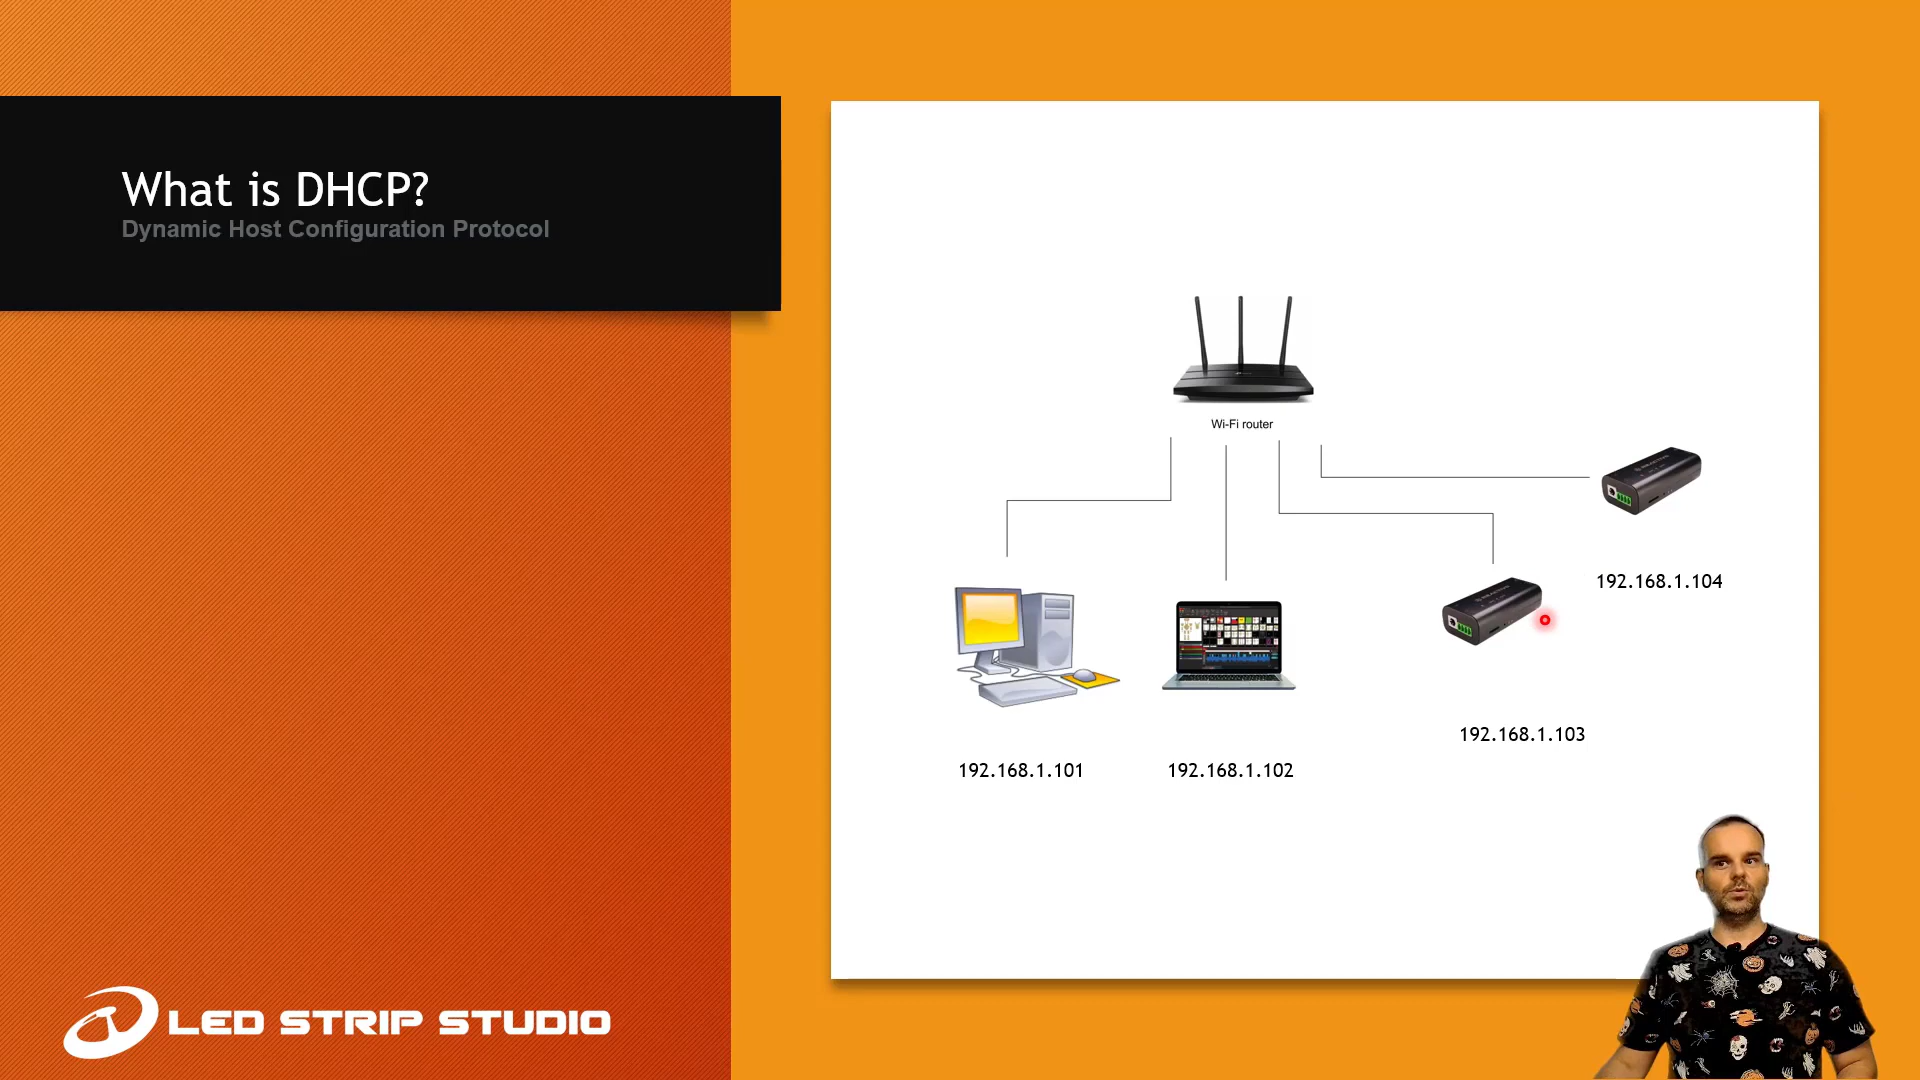 What is DHCP?
Dynamic Host Configuration Protocol
Wi-Fi router
192.168.1.104
192.168.1.103
192.168.1.101
192.168.1.102
LED STRIP STUDIO